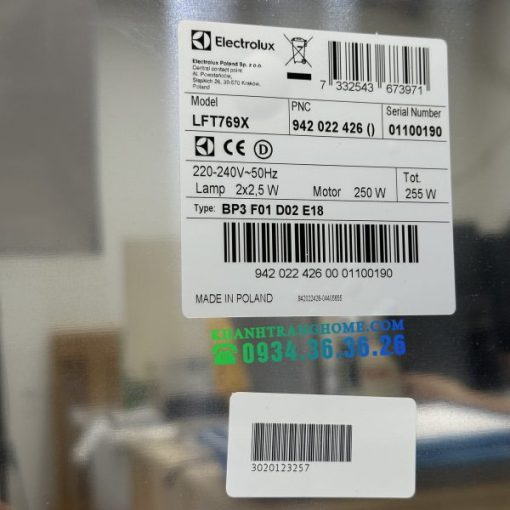 Electrolux
Electrolux Poland Sp. z o.o.
Central contact point
Al. Powstańców,
Śląskich 26, 30-570 Kraków,
Poland
7 332543 673971
Model
LFT769X
PNC
942 022 426 ()
Serial Number
01100190
CE D
220-240V~50Hz
Lamp 2x2,5 W Motor 250 W
Tot.
255 W
Type: BP3 F01 D02 E18
942 022 426 00 01100190
MADE IN POLAND
KHANHTRANGHOME.COM
0934.36.36.26
3020123257